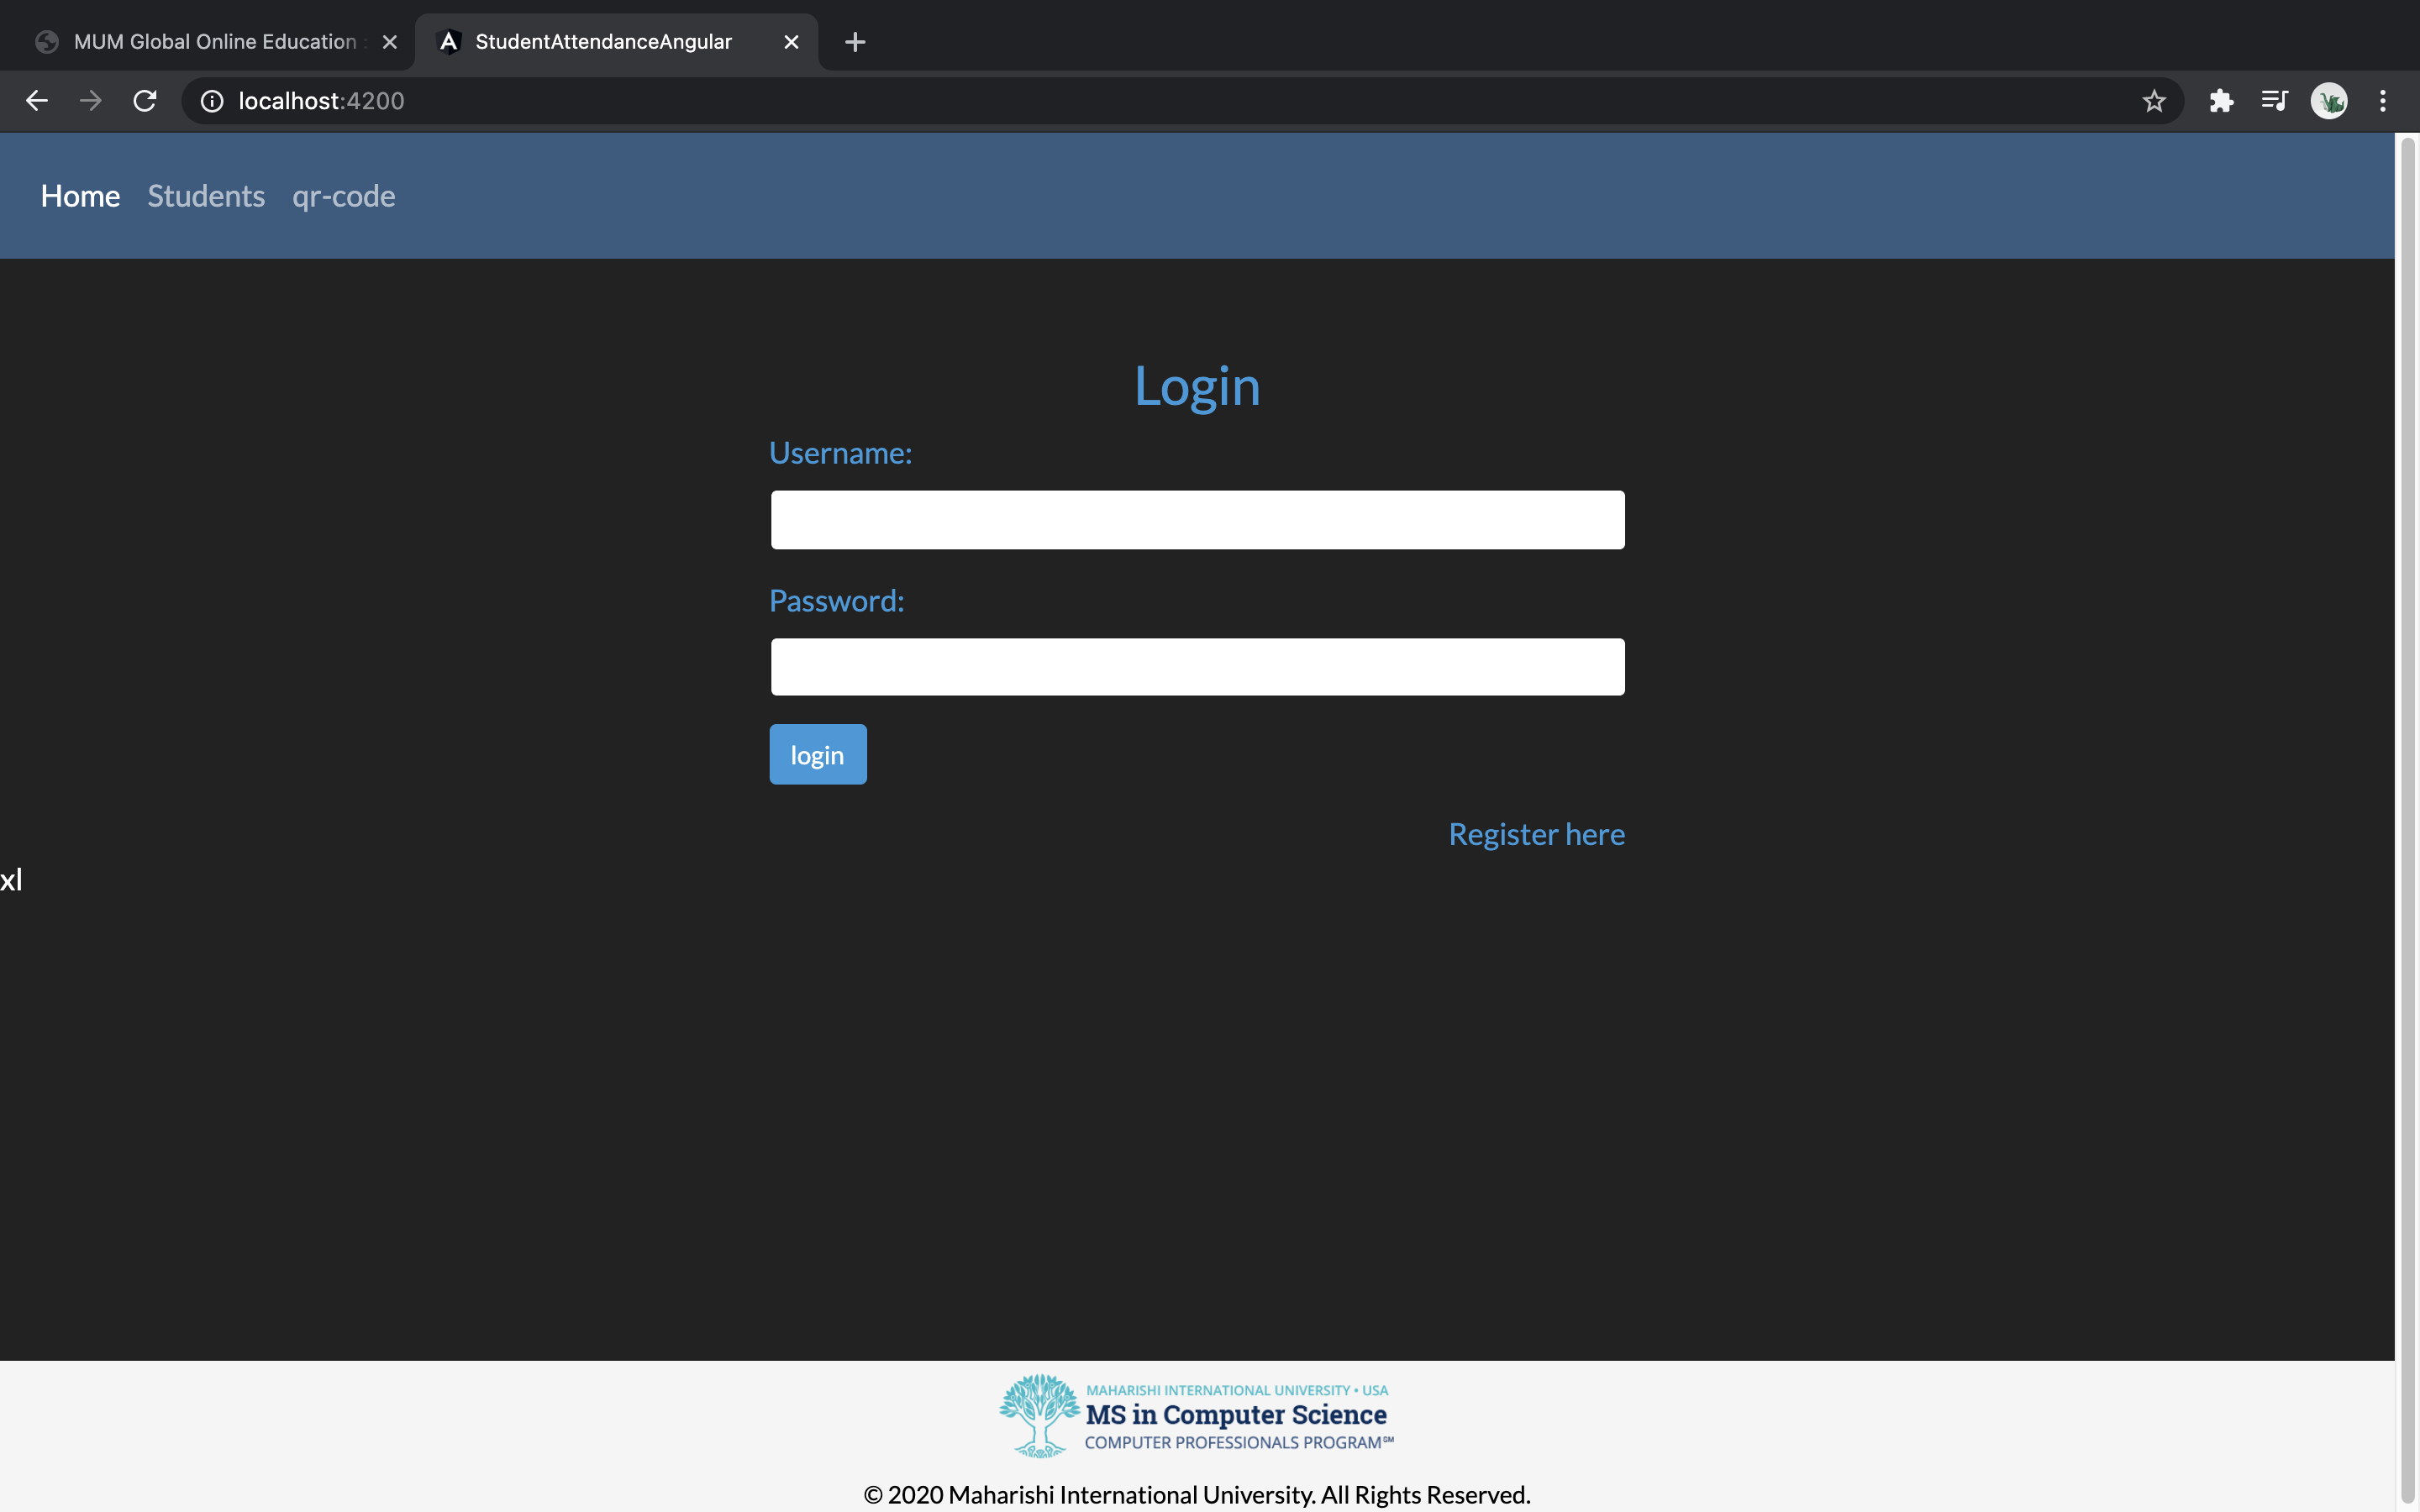 MUM Global Online Education :
StudentAttendanceAngular
localhost:4200
Home Students qr-code
Login
Username:
Password:
login
Register here
xl
MAHARISHI INTERNATIONAL UNIVERSITY • USA
MS in Computer Science
COMPUTER PROFESSIONALS PROGRAM℠
© 2020 Maharishi International University. All Rights Reserved.